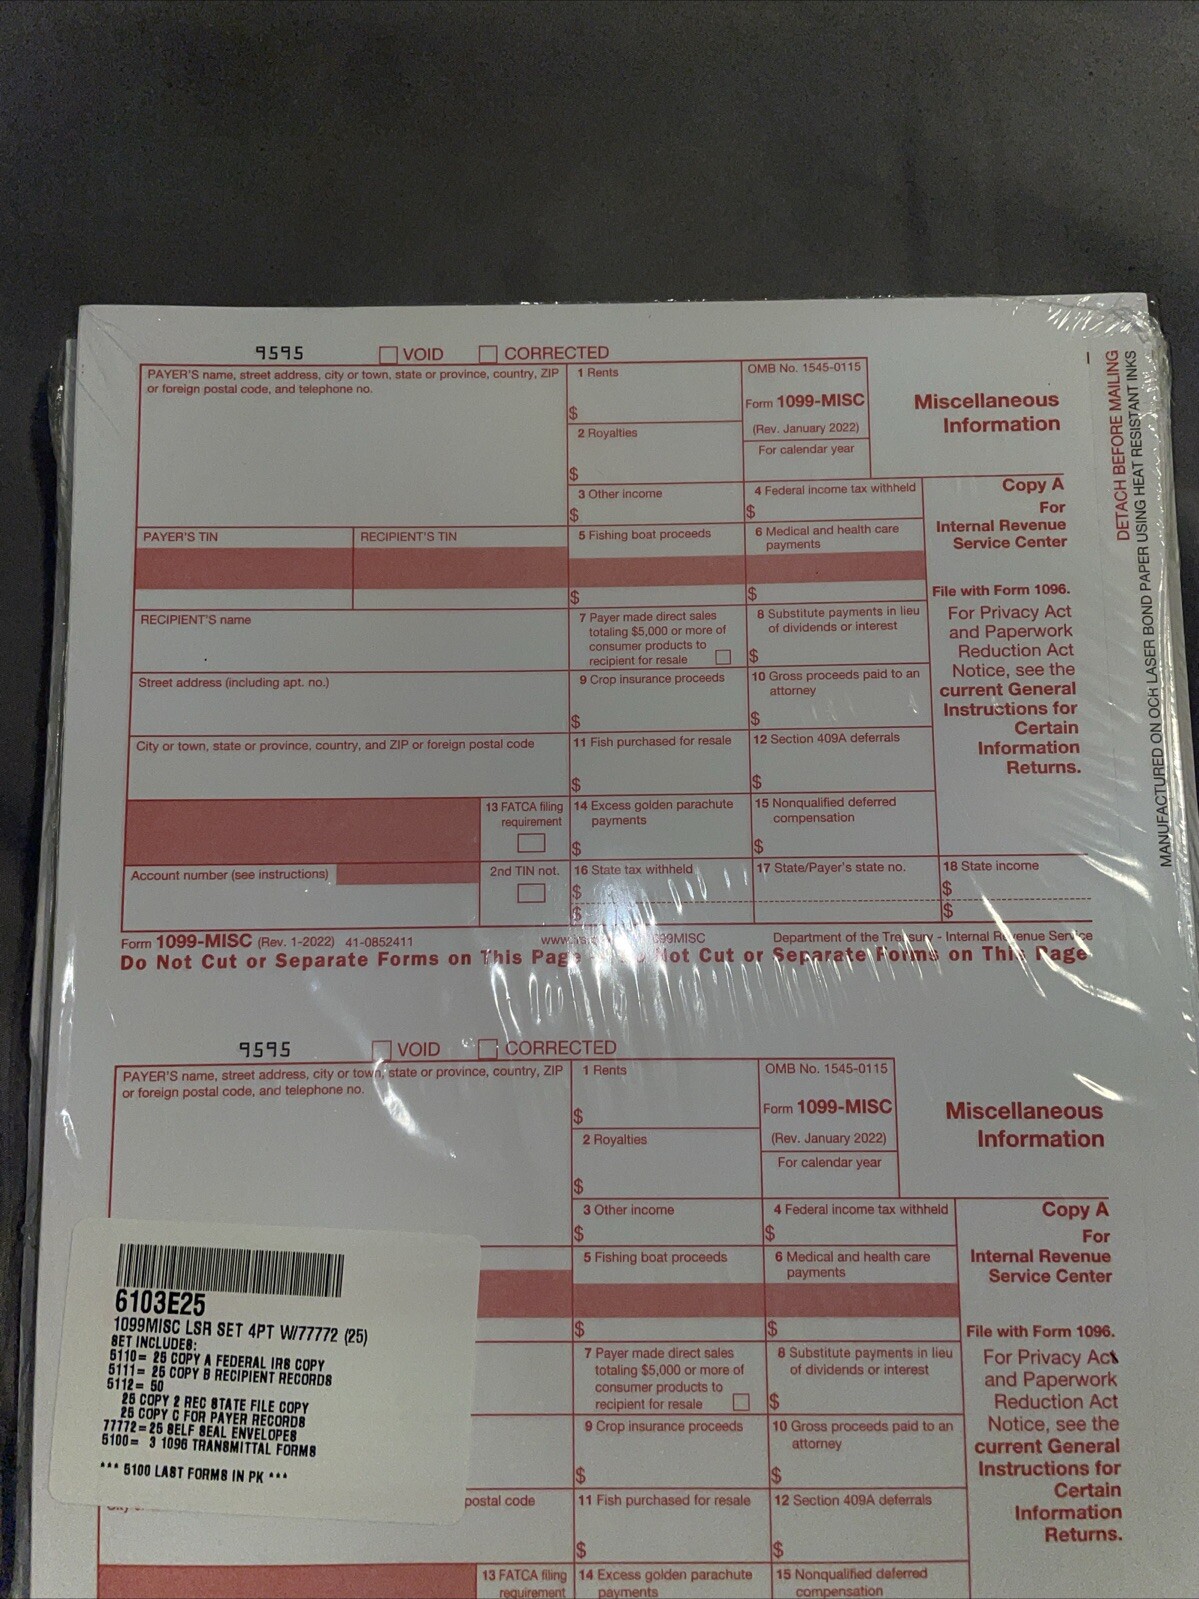 9595 VOID CORRECTED
PAYER'S name, street address, city or town, state or province, country, ZIP
or foreign postal code, and telephone no.
1 Rents
$
2 Royalties
$
OMB No. 1545-0115
Form 1099-MISC
(Rev. January 2022)
For calendar year
Miscellaneous
Information
3 Other income
$
4 Federal income tax withheld
$
Copy A
For
Internal Revenue
Service Center
File with Form 1096.
For Privacy Act
and Paperwork
Reduction Act
Notice, see the
current General
Instructions for
Certain
Information
Returns.
PAYER'S TIN
RECIPIENT'S TIN
5 Fishing boat proceeds
$
6 Medical and health care
payments
$
RECIPIENT'S name
7 Payer made direct sales
totaling $5,000 or more of
consumer products to
recipient for resale
8 Substitute payments in lieu
of dividends or interest
$
Street address (including apt. no.)
9 Crop insurance proceeds
$
10 Gross proceeds paid to an
attorney
$
City or town, state or province, country, and ZIP or foreign postal code
11 Fish purchased for resale
$
12 Section 409A deferrals
$
13 FATCA filing
requirement
14 Excess golden parachute
payments
$
15 Nonqualified deferred
compensation
$
Account number (see instructions)
2nd TIN not.
16 State tax withheld
$
$
17 State/Payer's state no.
18 State income
$
$
Form 1099-MISC (Rev. 1-2022) 41-0852411 99MISC Department of the Treasury - Internal Revenue Service
Do Not Cut or Separate Forms on This Page Not Cut or Separate Forms on This Page
DETACH BEFORE MAILING
MANUFACTURED ON OCR LASER BOND PAPER USING HEAT RESISTANT INKS
9595 VOID CORRECTED
PAYER'S name, street address, city or town, state or province, country, ZIP
or foreign postal code, and telephone no.
1 Rents
$
2 Royalties
$
OMB No. 1545-0115
Form 1099-MISC
(Rev. January 2022)
For calendar year
Miscellaneous
Information
3 Other income
$
4 Federal income tax withheld
$
Copy A
For
Internal Revenue
Service Center
File with Form 1096.
For Privacy Act
and Paperwork
Reduction Act
Notice, see the
current General
Instructions for
Certain
Information
Returns.
5 Fishing boat proceeds
$
6 Medical and health care
payments
$
7 Payer made direct sales
totaling $5,000 or more of
consumer products to
recipient for resale
8 Substitute payments in lieu
of dividends or interest
$
9 Crop insurance proceeds
$
10 Gross proceeds paid to an
attorney
$
postal code
11 Fish purchased for resale
$
12 Section 409A deferrals
$
13 FATCA filing
requirement
14 Excess golden parachute
payments
15 Nonqualified deferred
compensation
6103E25
1099MISC LSR SET 4PT W/77772 (25)
SET INCLUDES:
5110= 25 COPY A FEDERAL IRS COPY
5111= 25 COPY B RECIPIENT RECORDS
5112= 50
25 COPY 2 REC STATE FILE COPY
25 COPY C FOR PAYER RECORDS
77772=25 SELF SEAL ENVELOPES
5100= 3 1096 TRANSMITTAL FORMS
*** 5100 LAST FORMS IN PK ***